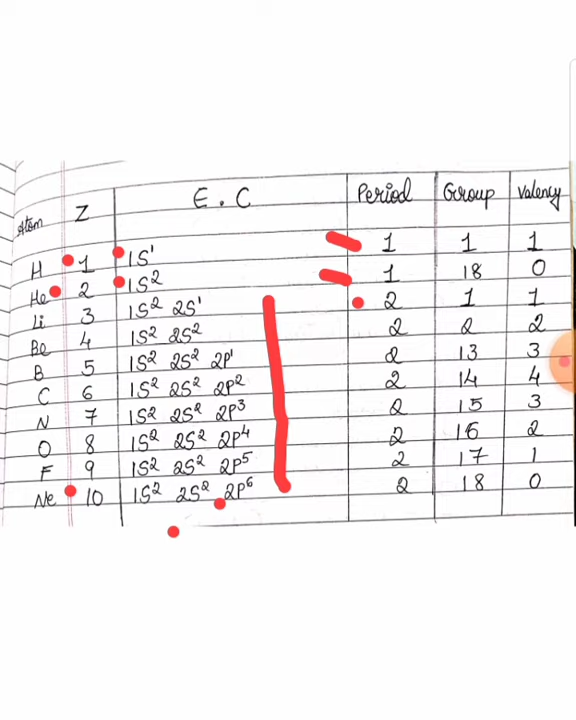 Atom Z E.C Period Group Valency
H 1 1S¹ 1 1 1
He 2 1S² 1 18 0
Li 3 1S² 2S¹ 2 1 1
Be 4 1S² 2S² 2 2 2
B 5 1S² 2S² 2P¹ 2 13 3
C 6 1S² 2S² 2P² 2 14 4
N 7 1S² 2S² 2P³ 2 15 3
O 8 1S² 2S² 2P⁴ 2 16 2
F 9 1S² 2S² 2P⁵ 2 17 1
Ne 10 1S² 2S² 2P⁶ 2 18 0